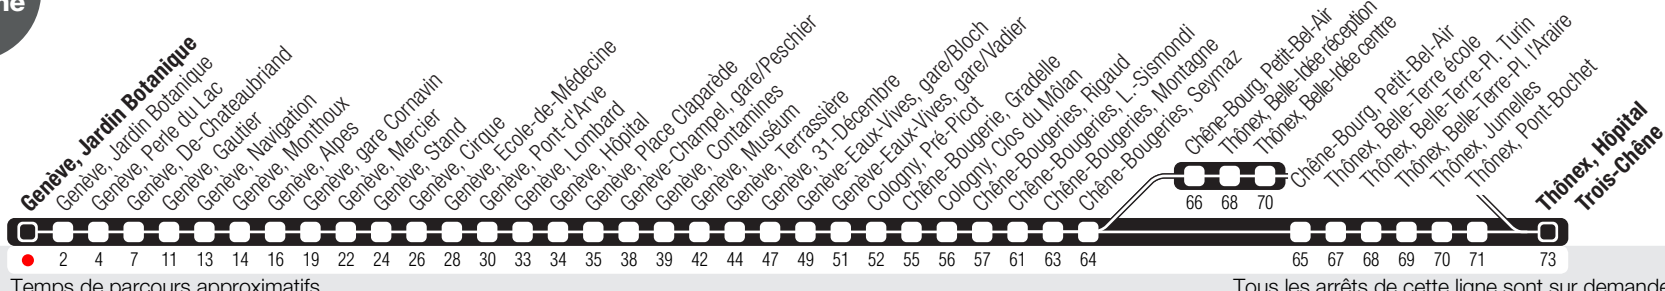 Genève, Jardin Botanique
Genève, Jardin Botanique
Genève, Perle du Lac
Genève, De-Chateaubriand
Genève, Gautier
Genève, Navigation
Genève, Monthoux
Genève, Alpes
Genève, gare Cornavin
Genève, Mercier
Genève, Stand
Genève, Cirque
Genève, Ecole-de-Médecine
Genève, Pont-d'Arve
Genève, Lombard
Genève, Hôpital
Genève, Place Claparède
Genève-Champel, gare/Peschier
Genève, Contamines
Genève, Muséum
Genève, Terrassière
Genève, 31-Décembre
Genève-Eaux-Vives, gare/Bloch
Genève-Eaux-Vives, gare/Vadier
Cologny, Pré-Picot
Chêne-Bougerie, Gradelle
Cologny, Clos du Môlan
Chêne-Bougeries, Rigaud
Chêne-Bougeries, L.-Sismondi
Chêne-Bougeries, Montagne
Chêne-Bougeries, Seymaz
Chêne-Bourg, Petit-Bel-Air
Thônex, Belle-Idée réception
Thônex, Belle-Idée centre
Chêne-Bourg, Petit-Bel-Air
Thônex, Belle-Terre école
Thônex, Belle-Terre-Pl. Turin
Thônex, Belle-Terre-Pl. l'Araire
Thônex, Jumelles
Thônex, Pont-Bochet
Thônex, Hôpital
Trois-Chêne
66 68 70
2 4 7 11 13 14 16 19 22 24 26 28 30 33 34 35 38 39 42 44 47 49 51 52 55 56 57 61 63 64 65 67 68 69 70 71 73
Temps de parcours approximatifs
Tous les arrêts de cette ligne sont sur demande